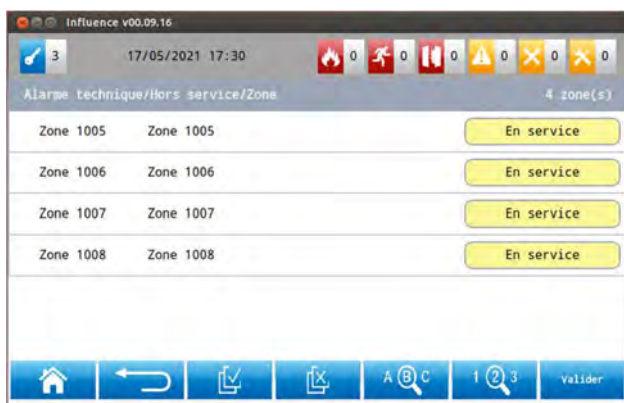 Influence v00.09.16
3 17/05/2021 17:30 0 0 0 0 0 0
Alarme technique/Hors service/Zone 4 zone(s)
Zone 1005 Zone 1005 En service
Zone 1006 Zone 1006 En service
Zone 1007 Zone 1007 En service
Zone 1008 Zone 1008 En service
A B C 1 2 3 Valider